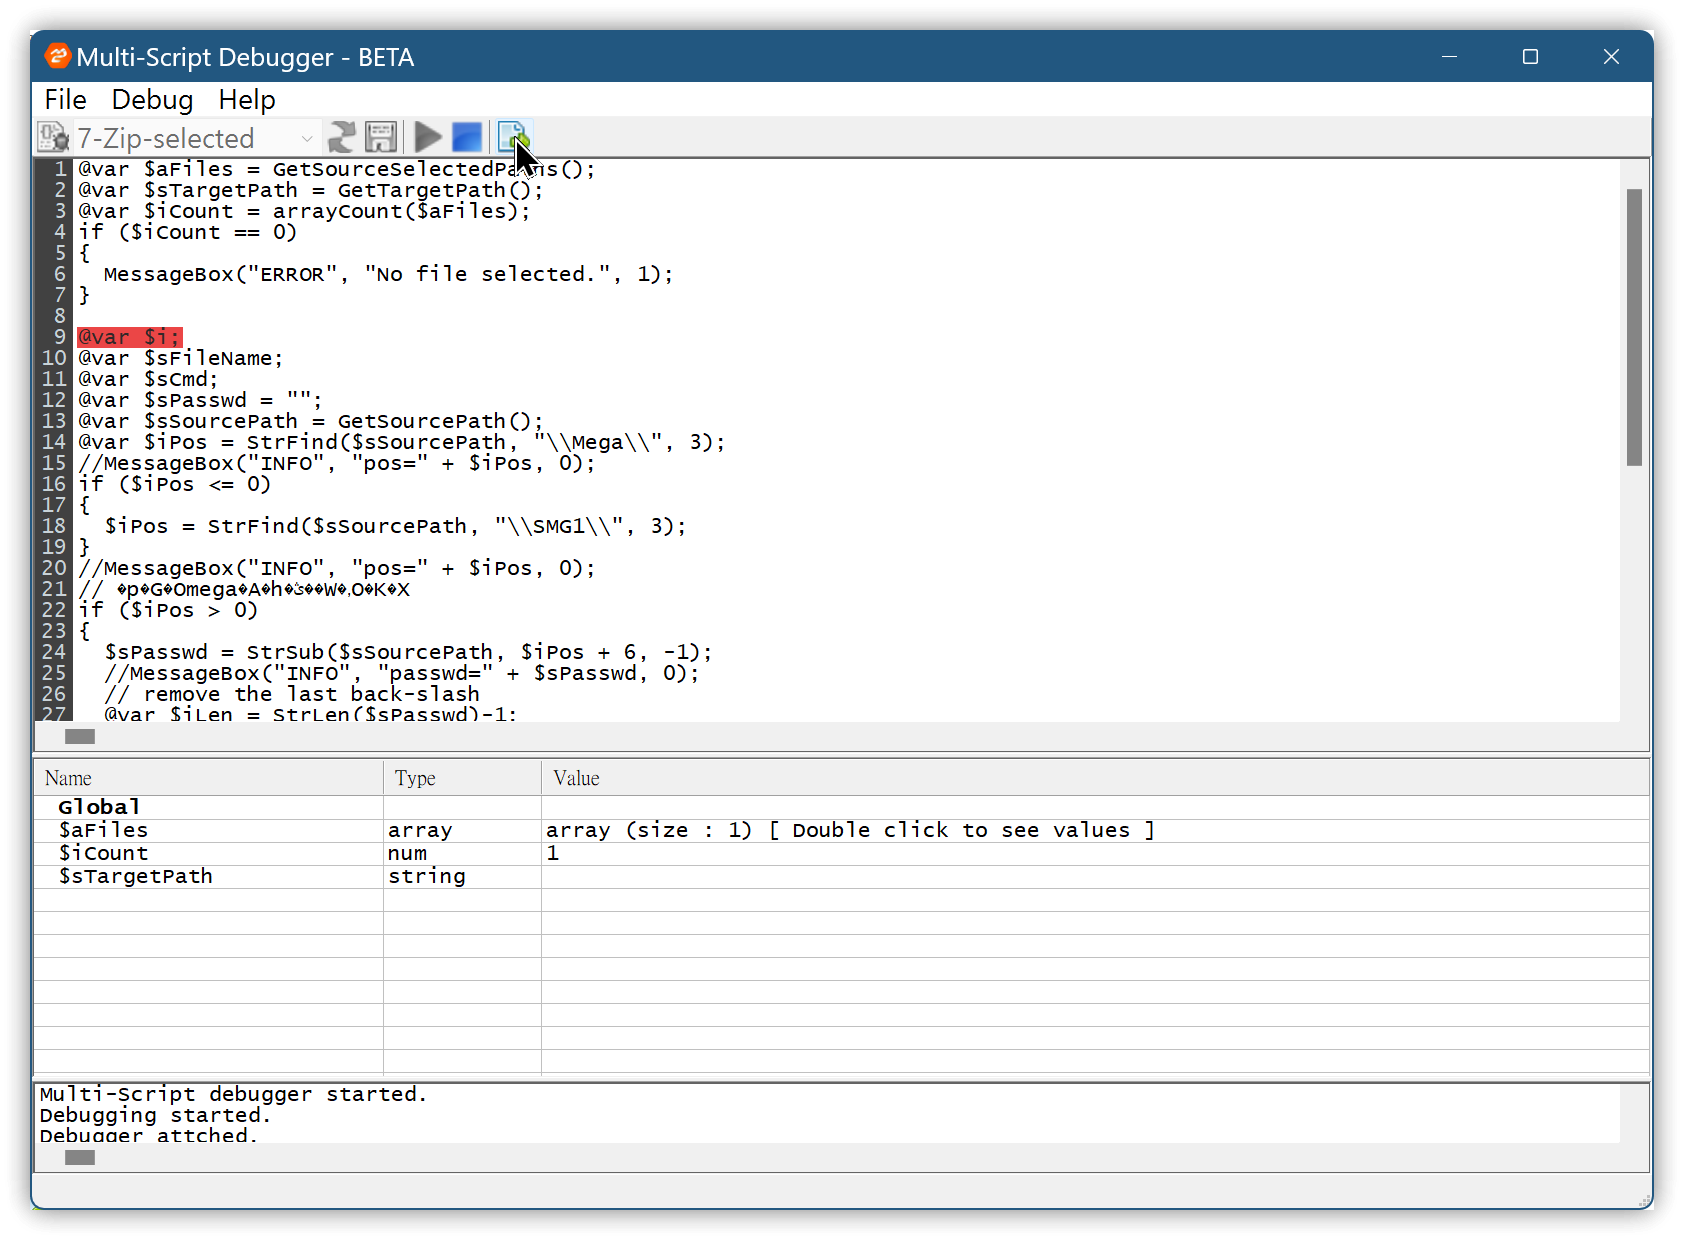 Multi-Script Debugger - BETA
File Debug Help
7-Zip-selected
1 @var $aFiles = GetSourceSelectedPa ns();
2 @var $sTargetPath = GetTargetPath();
3 @var $iCount = arrayCount($aFiles);
4 if ($iCount == 0)
5 {
6   MessageBox("ERROR", "No file selected.", 1);
7 }
8
9 @var $i;
10 @var $sFileName;
11 @var $sCmd;
12 @var $sPasswd = "";
13 @var $sSourcePath = GetSourcePath();
14 @var $iPos = StrFind($sSourcePath, "\\Mega\\", 3);
15 //MessageBox("INFO", "pos=" + $iPos, 0);
16 if ($iPos <= 0)
17 {
18   $iPos = StrFind($sSourcePath, "\\SMG1\\", 3);
19 }
20 //MessageBox("INFO", "pos=" + $iPos, 0);
21 // �p�G�Omega�A�h�
22 if ($iPos > 0)
23 {
24   $sPasswd = StrSub($sSourcePath, $iPos + 6, -1);
25   //MessageBox("INFO", "passwd=" + $sPasswd, 0);
26   // remove the last back-slash
27   @var $iLen = StrLen($sPasswd)-1;
Name Type Value
Global
$aFiles array array (size : 1) [ Double click to see values ]
$iCount num 1
$sTargetPath string
Multi-Script debugger started.
Debugging started.
Debugger attched.